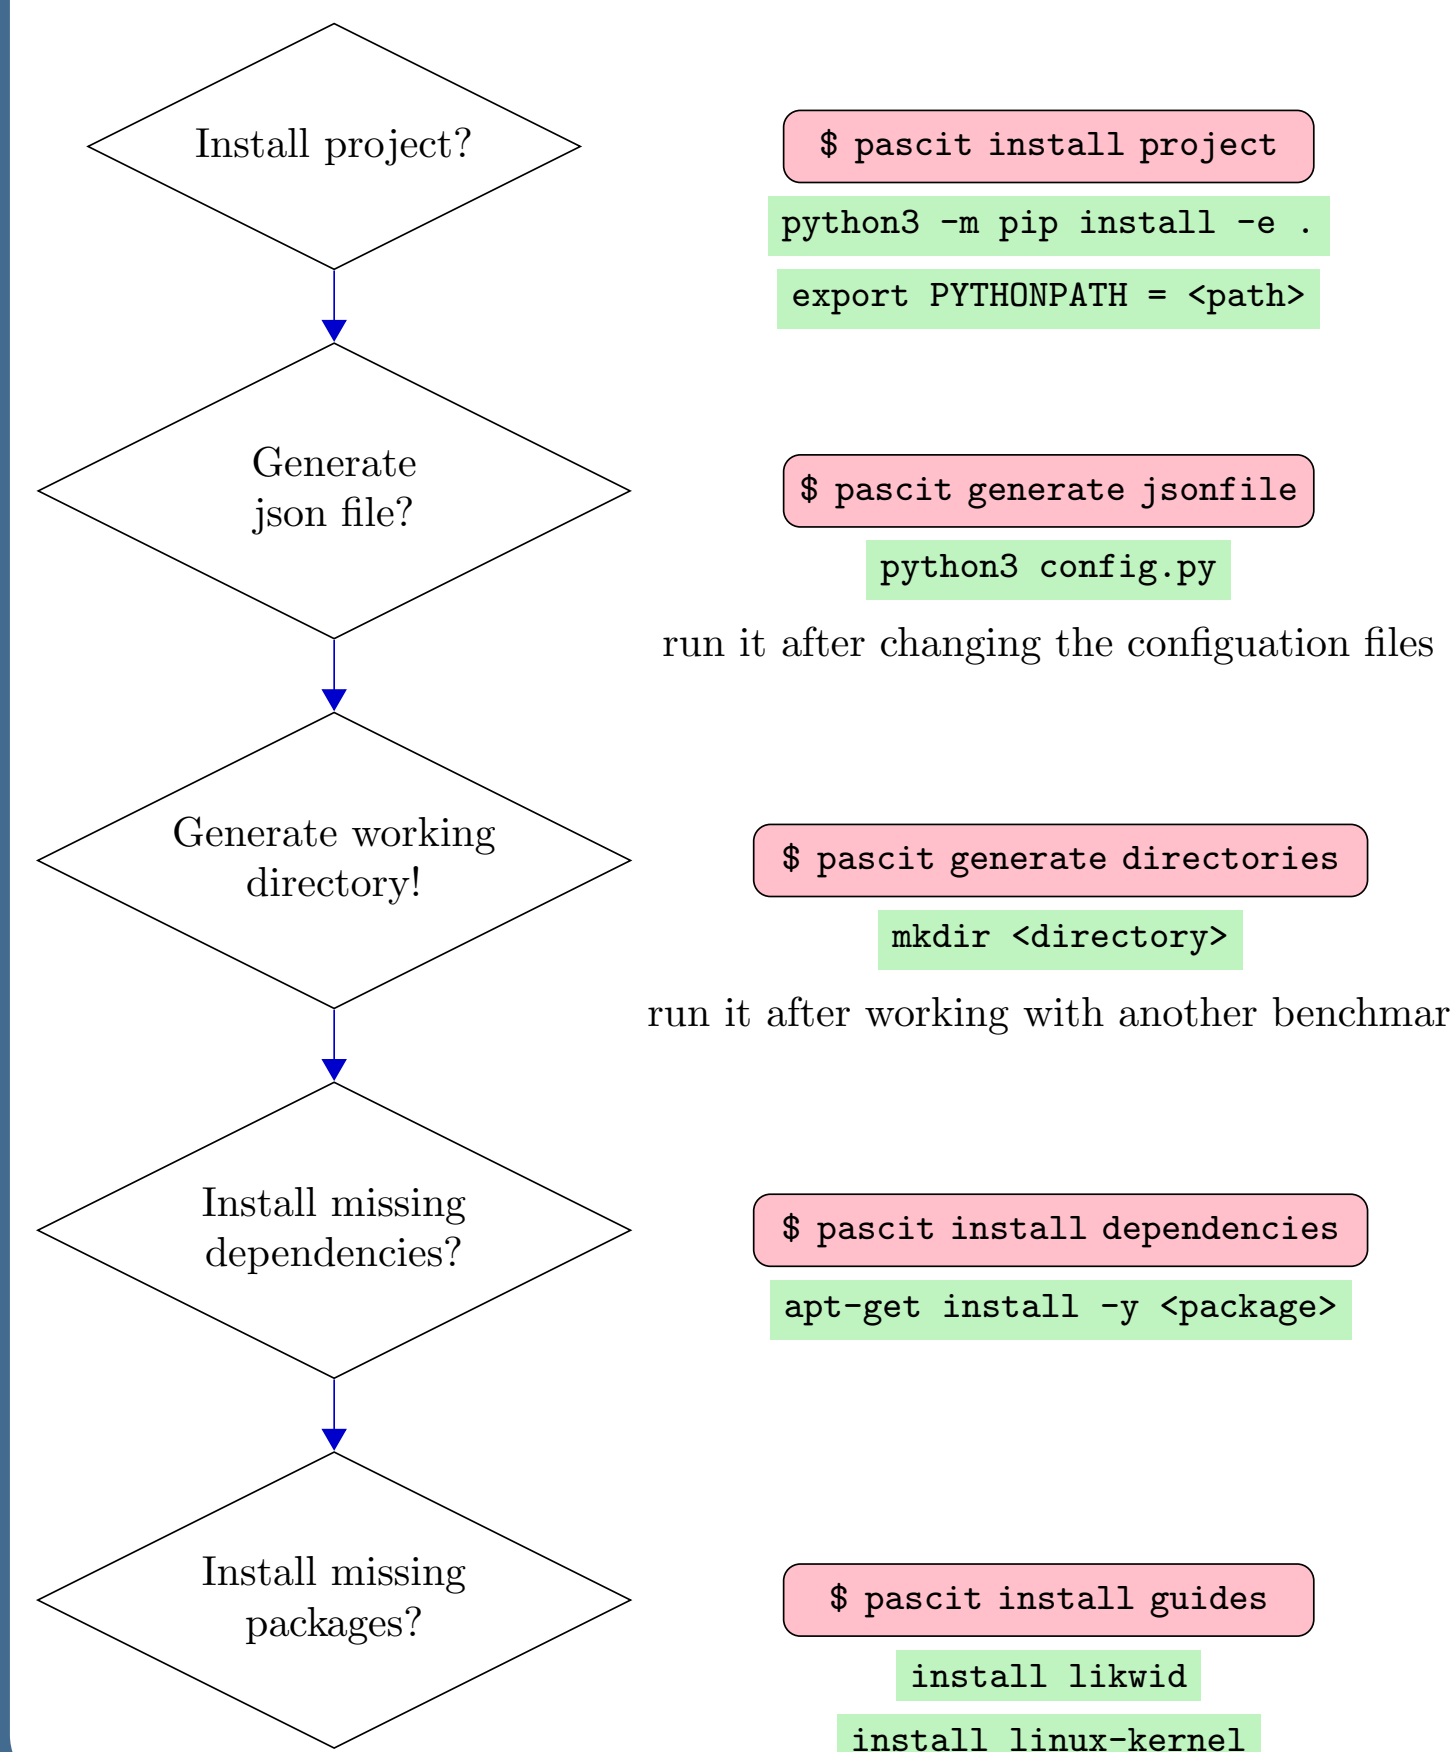 Install project?
$ pascit install project
python3 -m pip install -e .
export PYTHONPATH = <path>
Generate
json file?
$ pascit generate jsonfile
python3 config.py
run it after changing the configuation files
Generate working
directory!
$ pascit generate directories
mkdir <directory>
run it after working with another benchmar
Install missing
dependencies?
$ pascit install dependencies
apt-get install -y <package>
Install missing
packages?
$ pascit install guides
install likwid
install linux-kernel